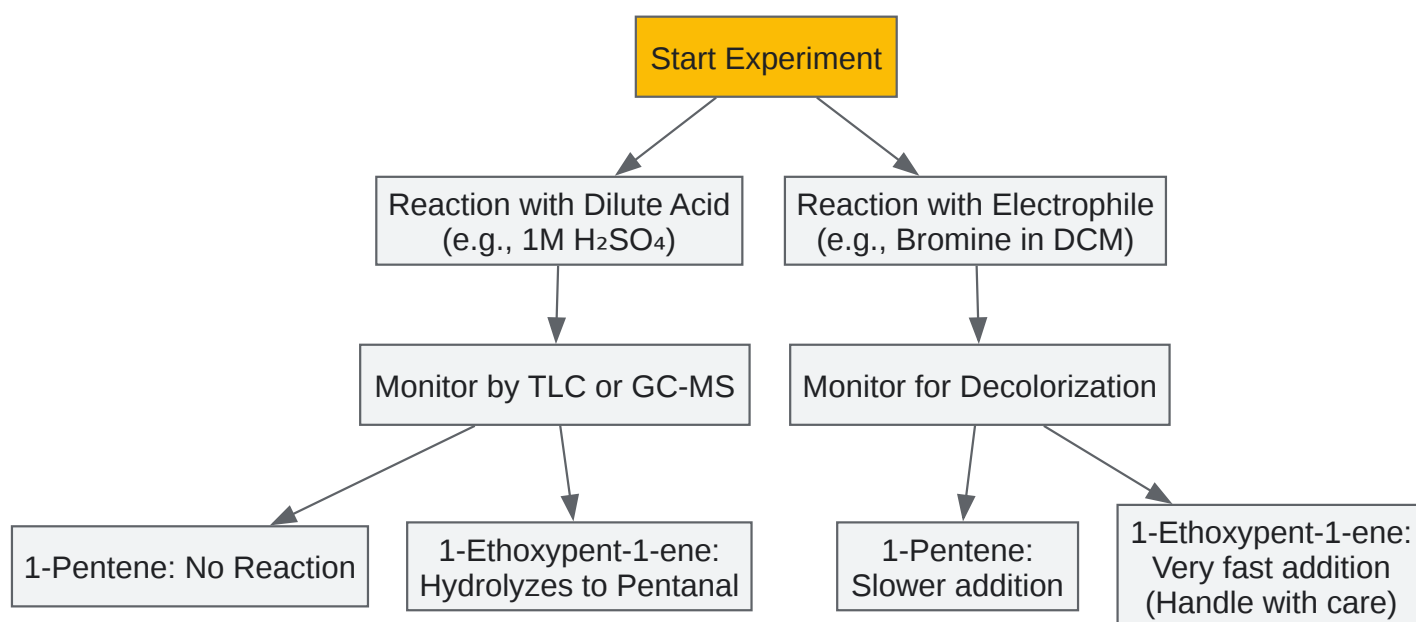 Start Experiment
Reaction with Dilute Acid
(e.g., 1M H₂SO₄)
Reaction with Electrophile
(e.g., Bromine in DCM)
Monitor by TLC or GC-MS
Monitor for Decolorization
1-Pentene: No Reaction
1-Ethoxypent-1-ene:
Hydrolyzes to Pentanal
1-Pentene:
Slower addition
1-Ethoxypent-1-ene:
Very fast addition
(Handle with care)